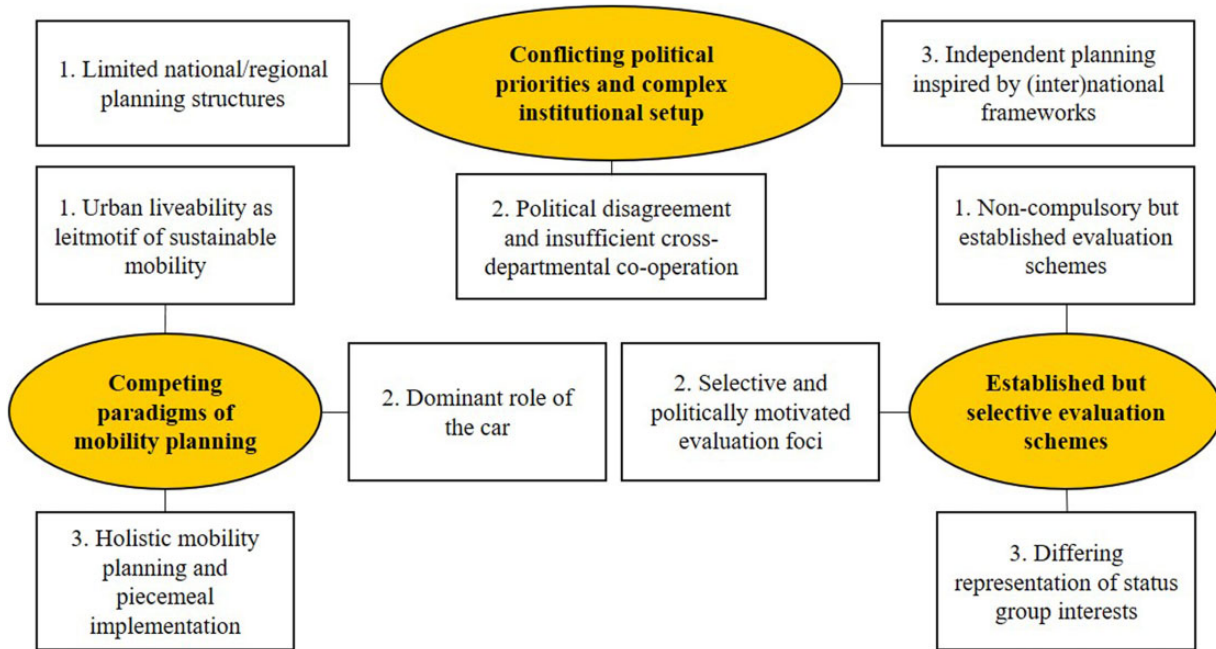 1. Limited national/regional
planning structures
Conflicting political
priorities and complex
institutional setup
3. Independent planning
inspired by (inter)national
frameworks
2. Political disagreement
and insufficient cross-
departmental co-operation
1. Urban liveability as
leitmotif of sustainable
mobility
Competing
paradigms of
mobility planning
2. Dominant role of
the car
3. Holistic mobility
planning and
piecemeal
implementation
1. Non-compulsory but
established evaluation
schemes
2. Selective and
politically motivated
evaluation foci
Established but
selective evaluation
schemes
3. Differing
representation of status
group interests